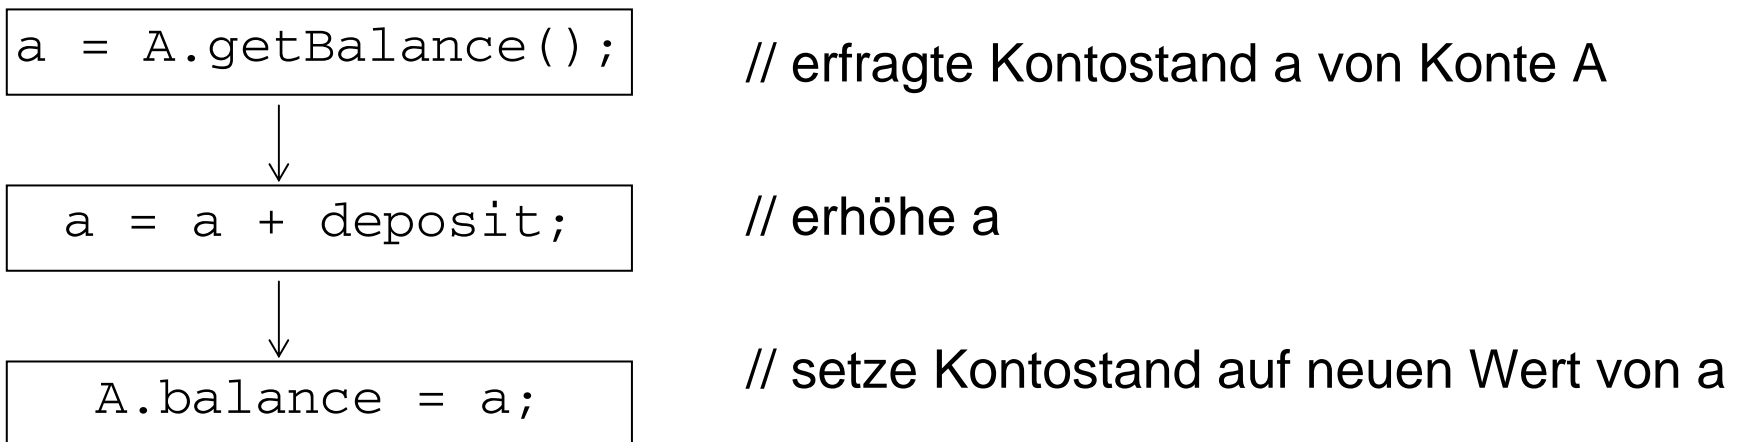 a = A.getBalance(); // erfragte Kontostand a von Konte A
a = a + deposit; // erhöhe a
A.balance = a; // setze Kontostand auf neuen Wert von a